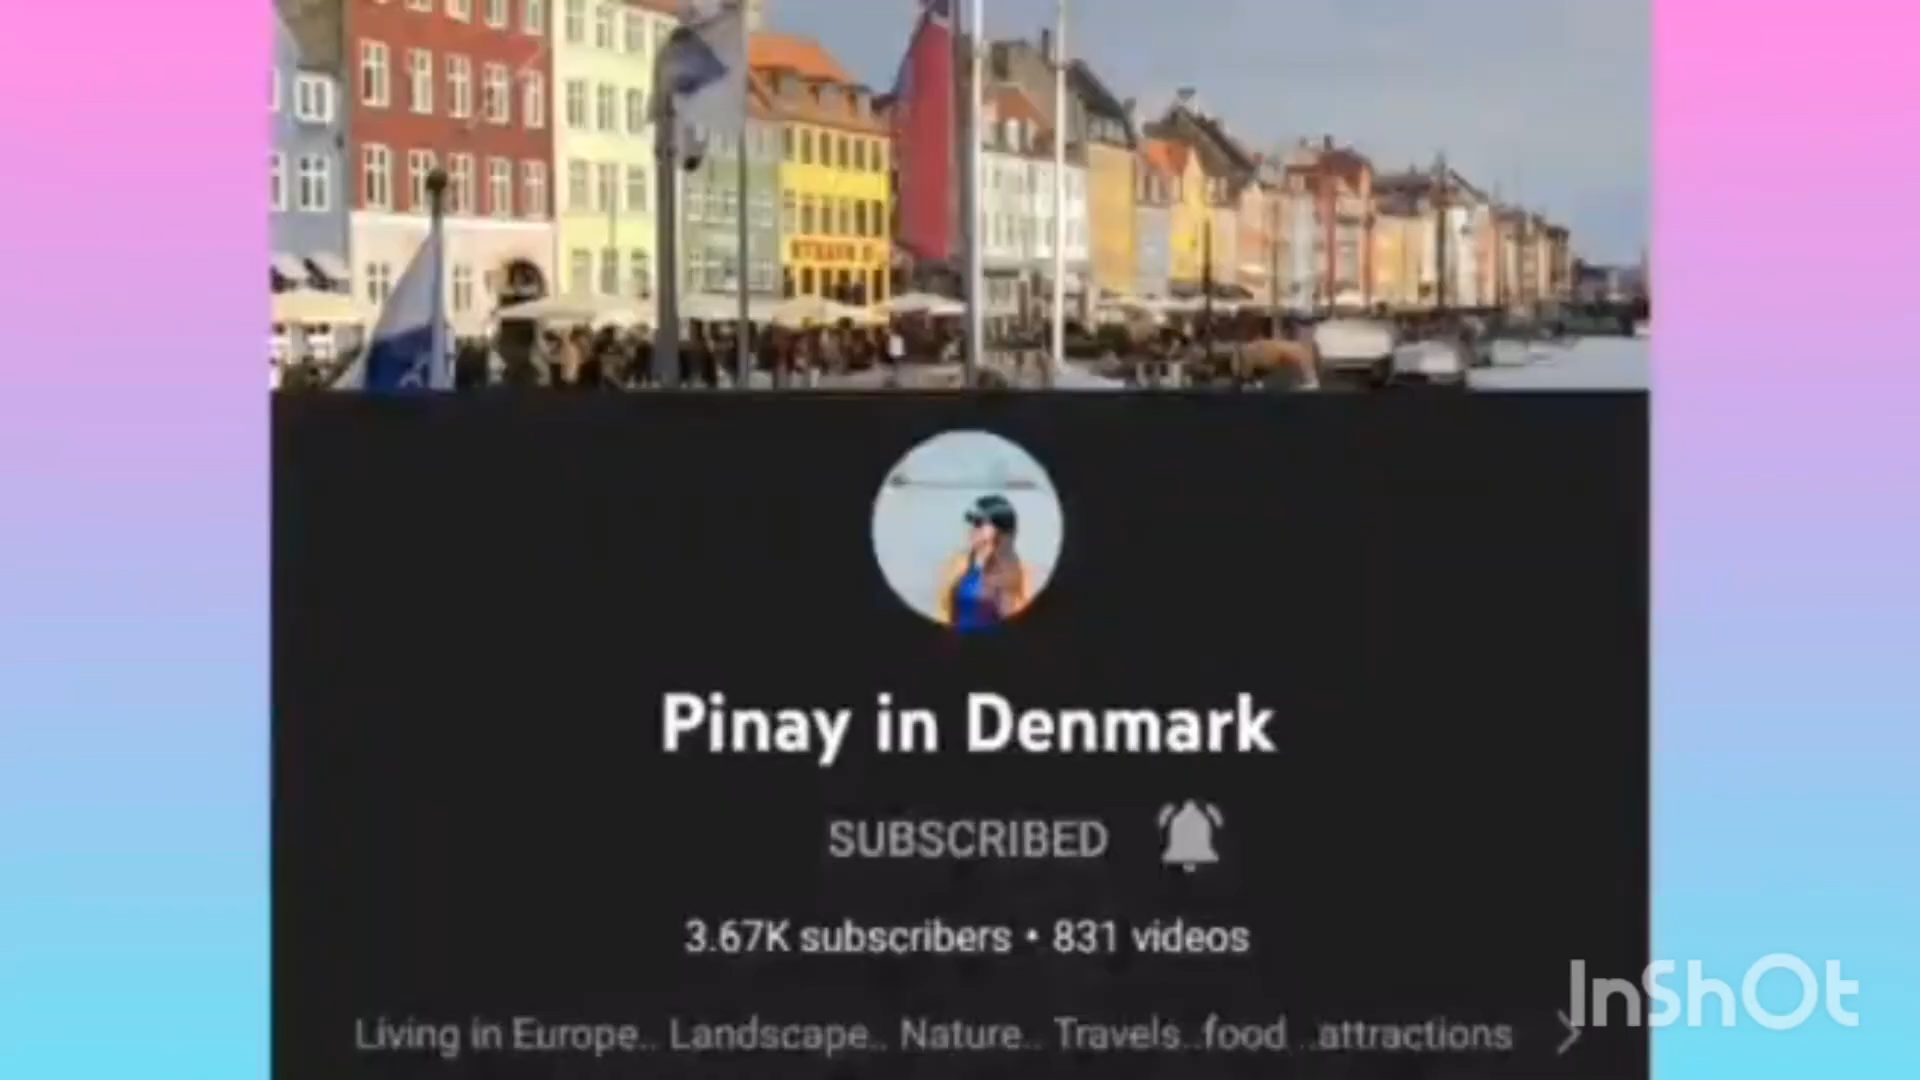 Pinay in Denmark
SUBSCRIBED
3.67K subscribers • 831 videos
Living in Europe.. Landscape.. Nature.. Travels..food ..attractions
InShOt